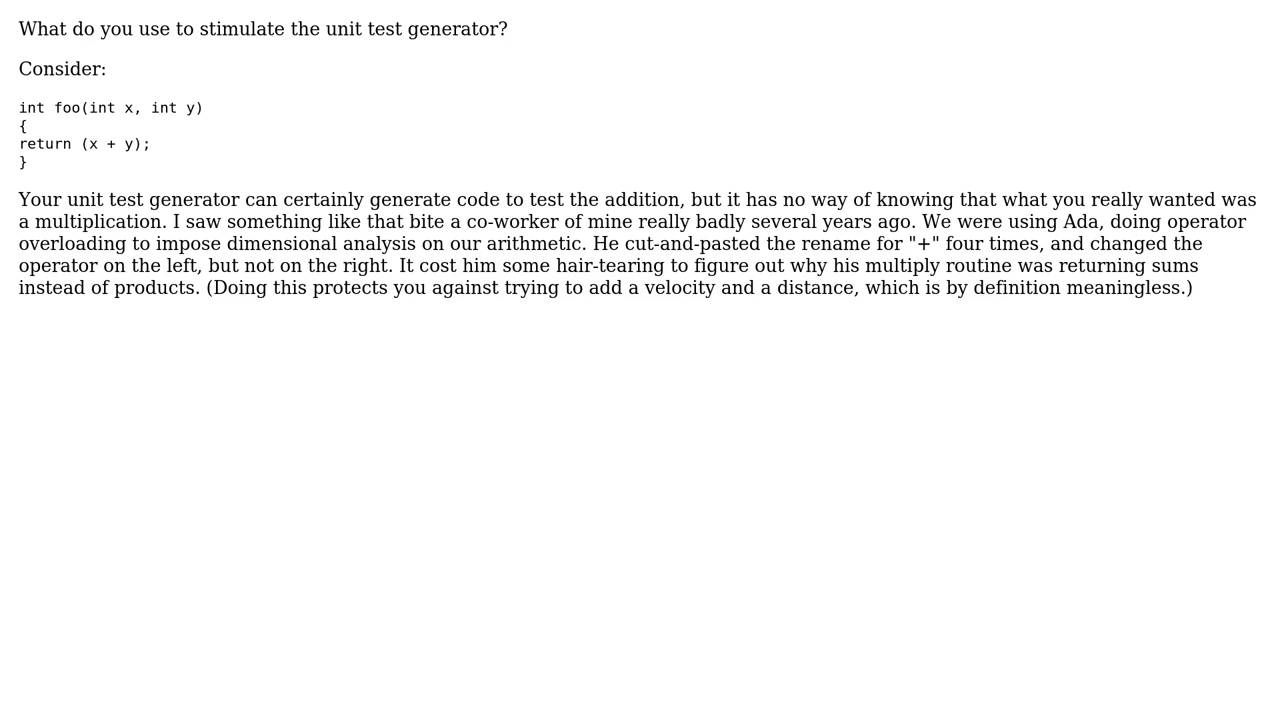 What do you use to stimulate the unit test generator?
Consider:
int foo(int x, int y)
{
return (x + y);
}
Your unit test generator can certainly generate code to test the addition, but it has no way of knowing that what you really wanted was
a multiplication. I saw something like that bite a co-worker of mine really badly several years ago. We were using Ada, doing operator
overloading to impose dimensional analysis on our arithmetic. He cut-and-pasted the rename for "+" four times, and changed the
operator on the left, but not on the right. It cost him some hair-tearing to figure out why his multiply routine was returning sums
instead of products. (Doing this protects you against trying to add a velocity and a distance, which is by definition meaningless.)